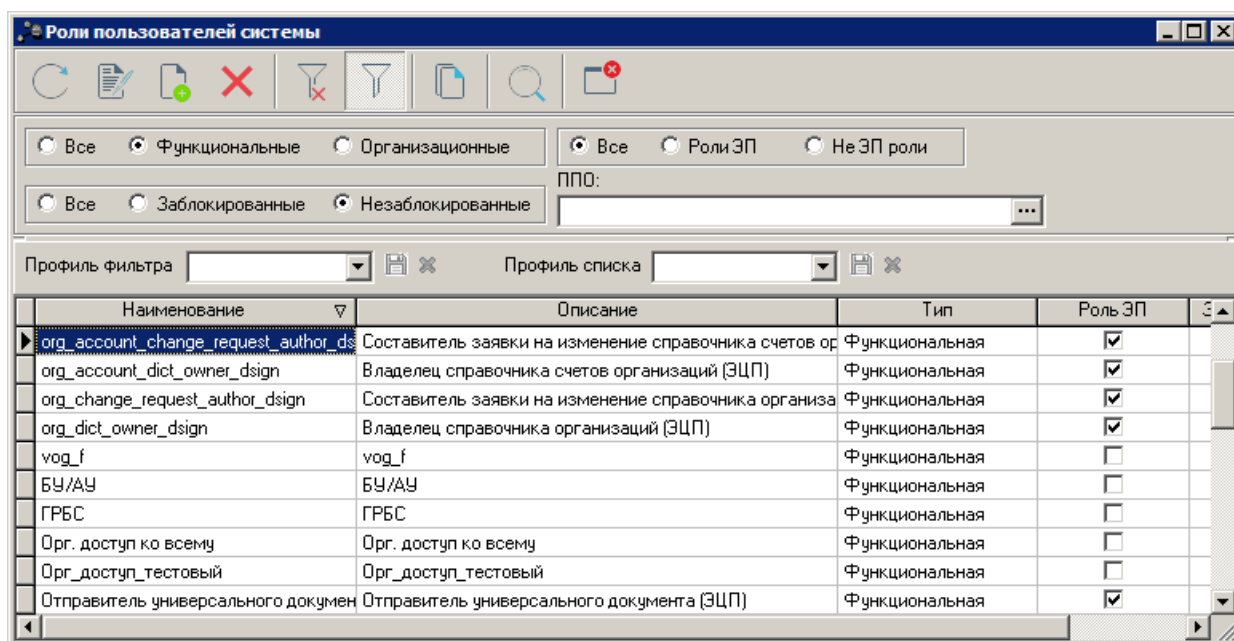 Роли пользователей системы
Все Функциональные Организационные Все Роли ЭП Не ЭП роли
ППО:
Все Заблокированные Незаблокированные ...
Профиль фильтра Профиль списка
Наименование Описание Тип Роль ЭП
org_account_change_request_author_ds Составитель заявки на изменение справочника счетов ор Функциональная
org_account_dict_owner_dsign Владелец справочника счетов организаций (ЭЦП) Функциональная
org_change_request_author_dsign Составитель заявки на изменение справочника организа Функциональная
org_dict_owner_dsign Владелец справочника организаций (ЭЦП) Функциональная
vog_f vog_f Функциональная
БУ/АУ БУ/АУ Функциональная
ГРБС ГРБС Функциональная
Орг. доступ ко всему Орг. доступ ко всему Функциональная
Орг_доступ_тестовый Орг_доступ_тестовый Функциональная
Отправитель универсального докумен Отправитель универсального документа (ЭЦП) Функциональная